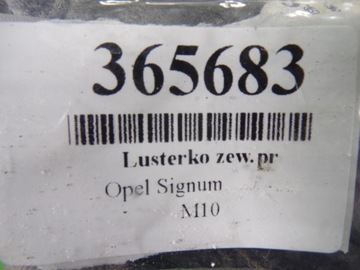 365683
Lusterko zew.pr
Opel Signum
M10